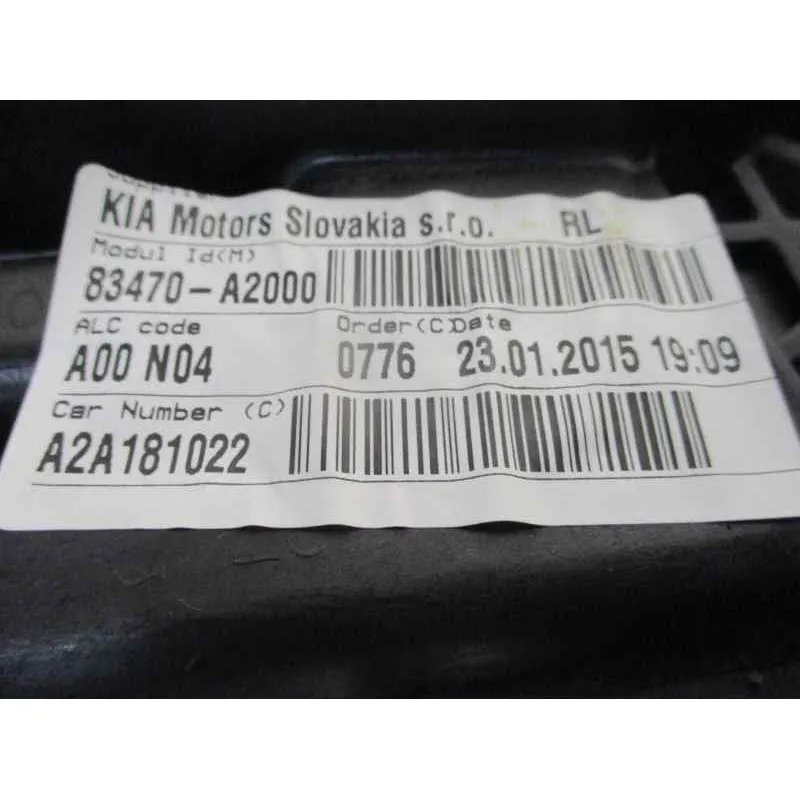 KIA Motors Slovakia s.r.o. RL
Modul Id(M)
83470-A2000
ALC code Order(C)Date
A00 N04 0776 23.01.2015 19:09
Car Number (C)
A2A181022